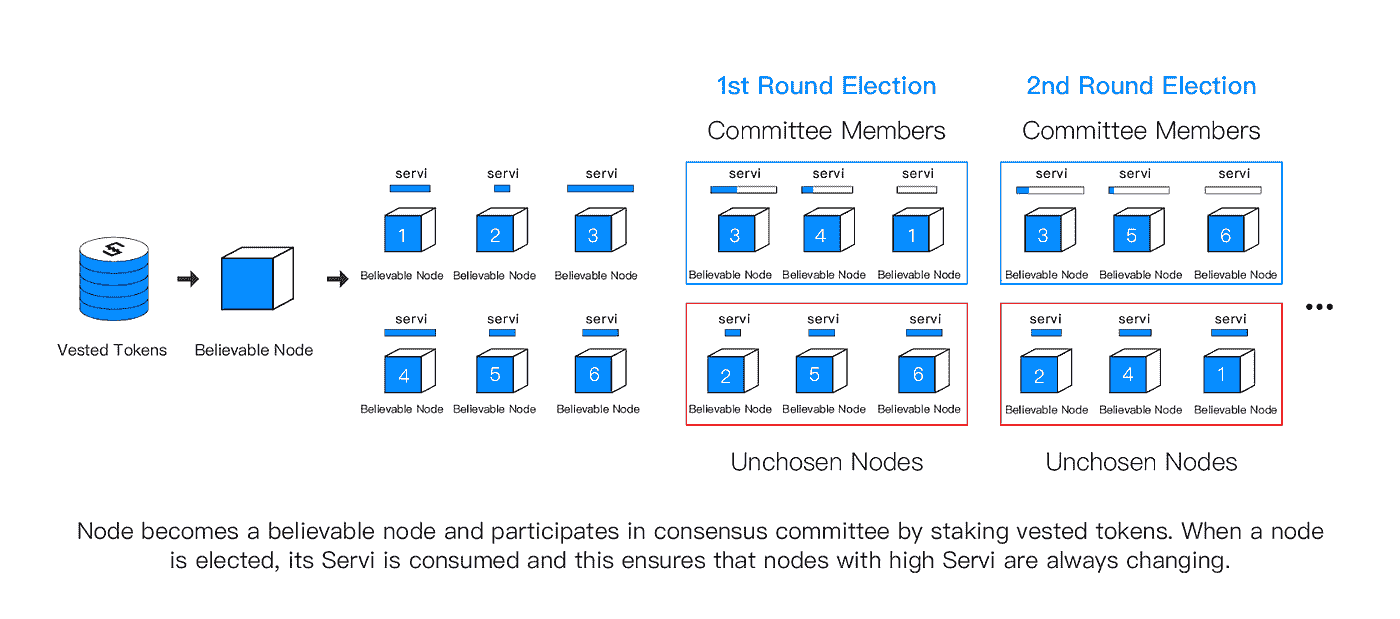 1st Round Election
2nd Round Election
Committee Members
Committee Members
servi
servi
servi
servi
servi
servi
servi
servi
servi
1
2
3
3
4
1
3
5
6
Believable Node
Believable Node
Believable Node
Believable Node
Believable Node
Believable Node
Believable Node
Believable Node
Believable Node
servi
servi
servi
servi
servi
servi
servi
servi
servi
Vested Tokens
Believable Node
4
5
6
2
5
6
2
4
1
Believable Node
Believable Node
Believable Node
Believable Node
Believable Node
Believable Node
Believable Node
Believable Node
Believable Node
•••
Unchosen Nodes
Unchosen Nodes
Node becomes a believable node and participates in consensus committee by staking vested tokens. When a node
is elected, its Servi is consumed and this ensures that nodes with high Servi are always changing.